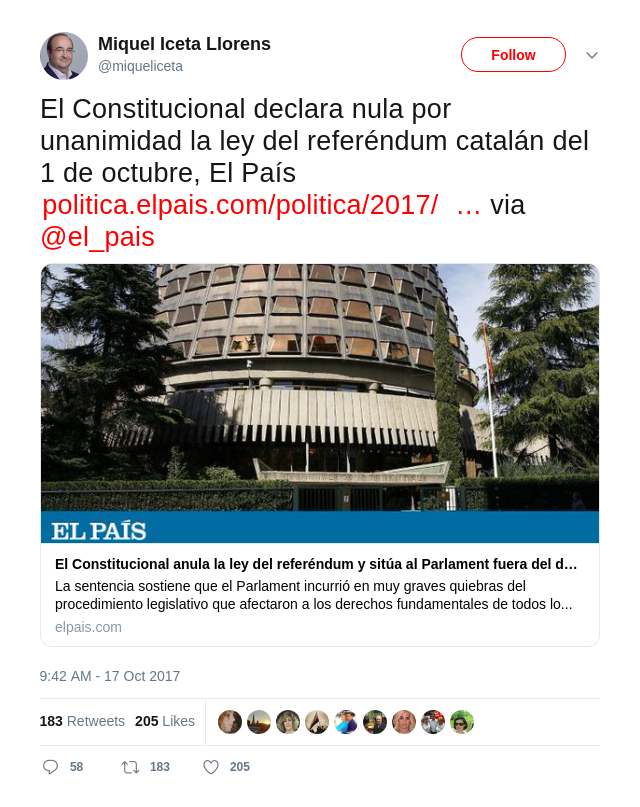 Miquel Iceta Llorens
@miqueliceta
Follow
El Constitucional declara nula por
unanimidad la ley del referéndum catalán del
1 de octubre, El País
politica.elpais.com/politica/2017/ … via
@el_pais
EL PAÍS
El Constitucional anula la ley del referéndum y sitúa al Parlament fuera del d…
La sentencia sostiene que el Parlament incurrió en muy graves quiebras del
procedimiento legislativo que afectaron a los derechos fundamentales de todos lo...
elpais.com
9:42 AM - 17 Oct 2017
183 Retweets 205 Likes
58 183 205